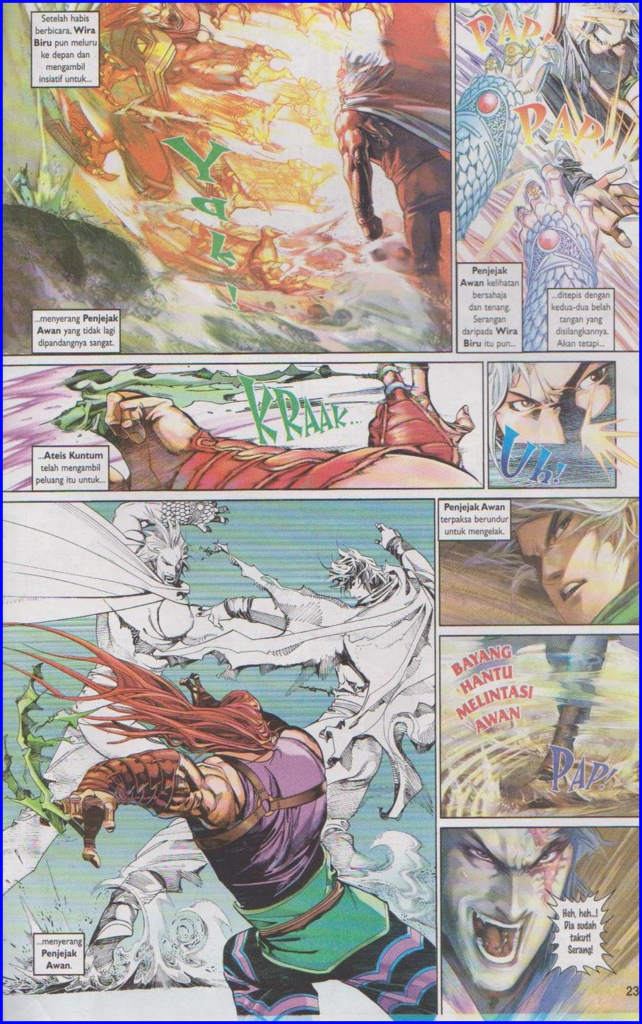 Setelah habis
berbicara, Wira
Biru pun meluru
ke depan dan
mengambil
insiatif untuk...
Yak!
...menyerang Penjejak
Awan yang tidak lagi
dipandangnya sangat.
PAP!
PAP!
Penjejak
Awan kelihatan
bersahaja
dan tenang.
Serangan
daripada Wira
Biru itu pun...
...ditepis dengan
kedua-dua belah
tangan yang
disilangkannya.
Akan tetapi...
KRAAK...
...Ateis Kuntum
telah mengambil
peluang itu untuk...
Uh!
...menyerang
Penjejak
Awan.
Penjejak Awan
terpaksa berundur
untuk mengelak.
BAYANG
HANTU
MELINTASI
AWAN
PAP!
Heh, heh...!
Dia sudah
takut!
Serang!
23